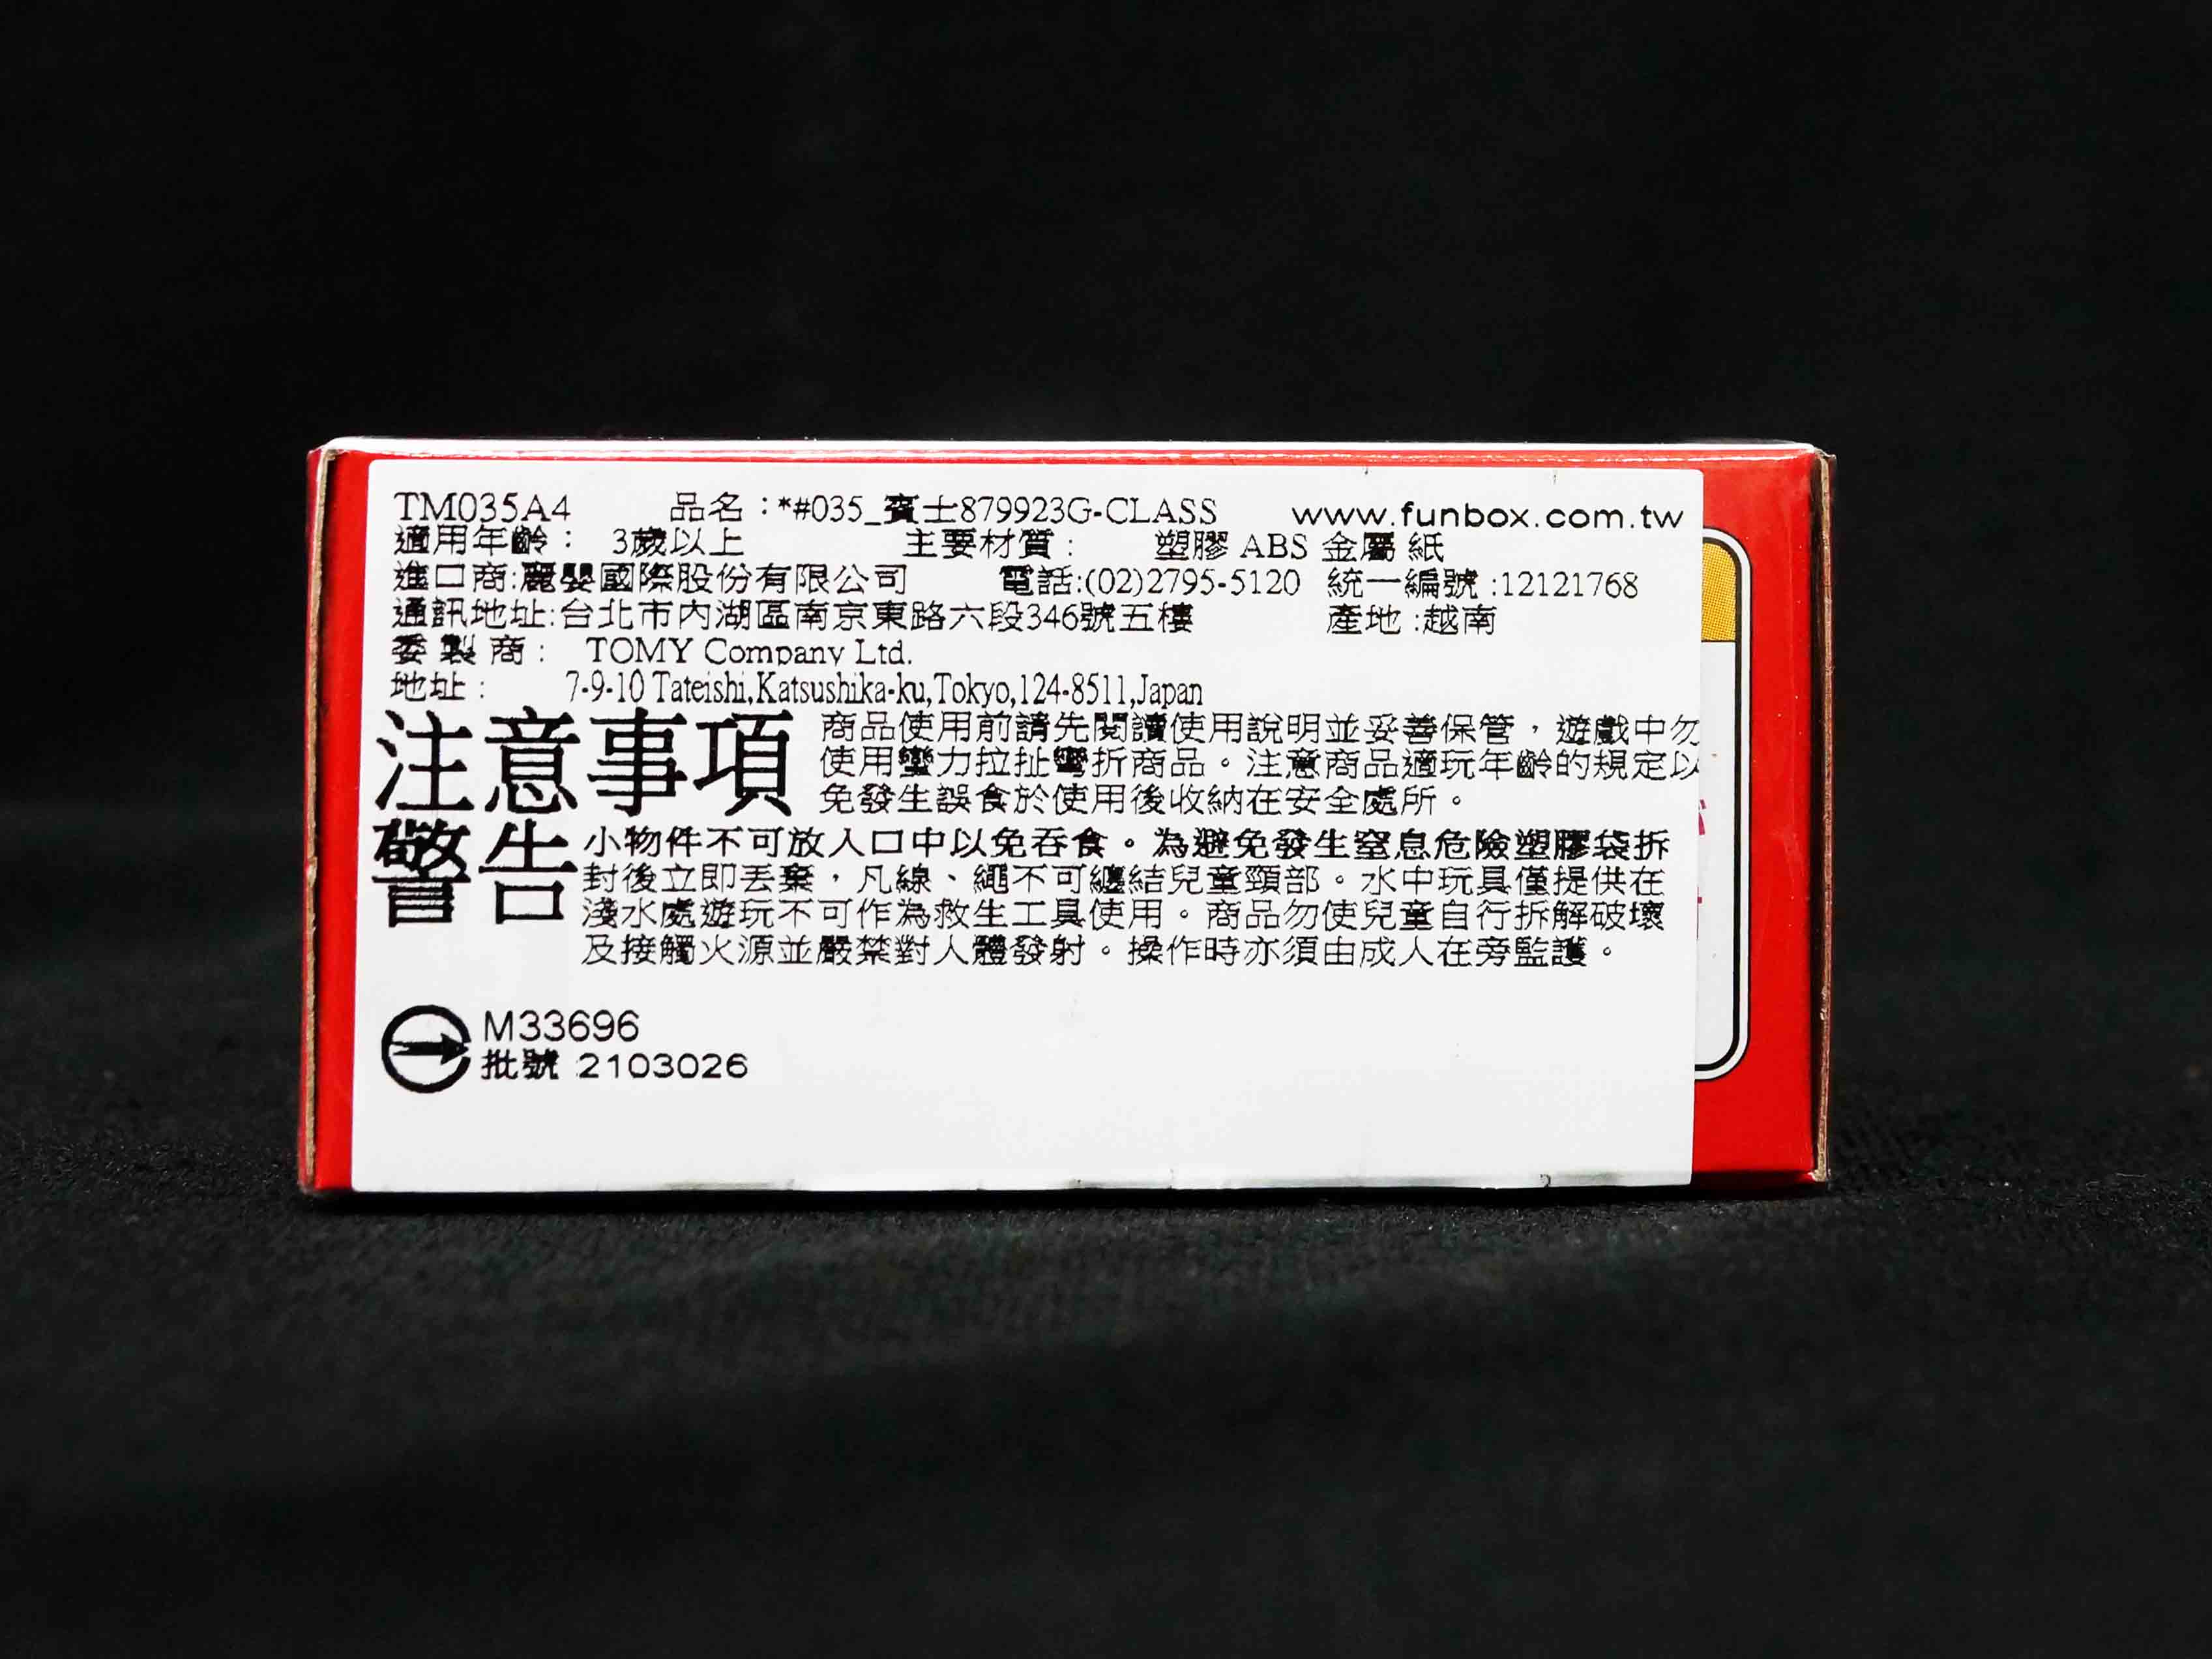 TM035A4 品名：*#035_賓士879923G-CLASS www.funbox.com.tw
適用年齡： 3歲以上 主要材質： 塑膠 ABS 金屬 紙
進口商:麗嬰國際股份有限公司 電話:(02)2795-5120 統一編號:12121768
通訊地址:台北市內湖區南京東路六段346號五樓 產地:越南
委製商： TOMY Company Ltd.
地址： 7-9-10 Tateishi,Katsushika-ku,Tokyo,124-8511,Japan
注意事項
商品使用前請先閱讀使用說明並妥善保管，遊戲中勿
使用蠻力拉扯彎折商品。注意商品適玩年齡的規定以
免發生誤食於使用後收納在安全處所。
警告
小物件不可放入口中以免吞食。為避免發生窒息危險塑膠袋拆
封後立即丟棄，凡線、繩不可纏結兒童頸部。水中玩具僅提供在
淺水處遊玩不可作為救生工具使用。商品勿使兒童自行拆解破壞
及接觸火源並嚴禁對人體發射。操作時亦須由成人在旁監護。
M33696
批號:2103026